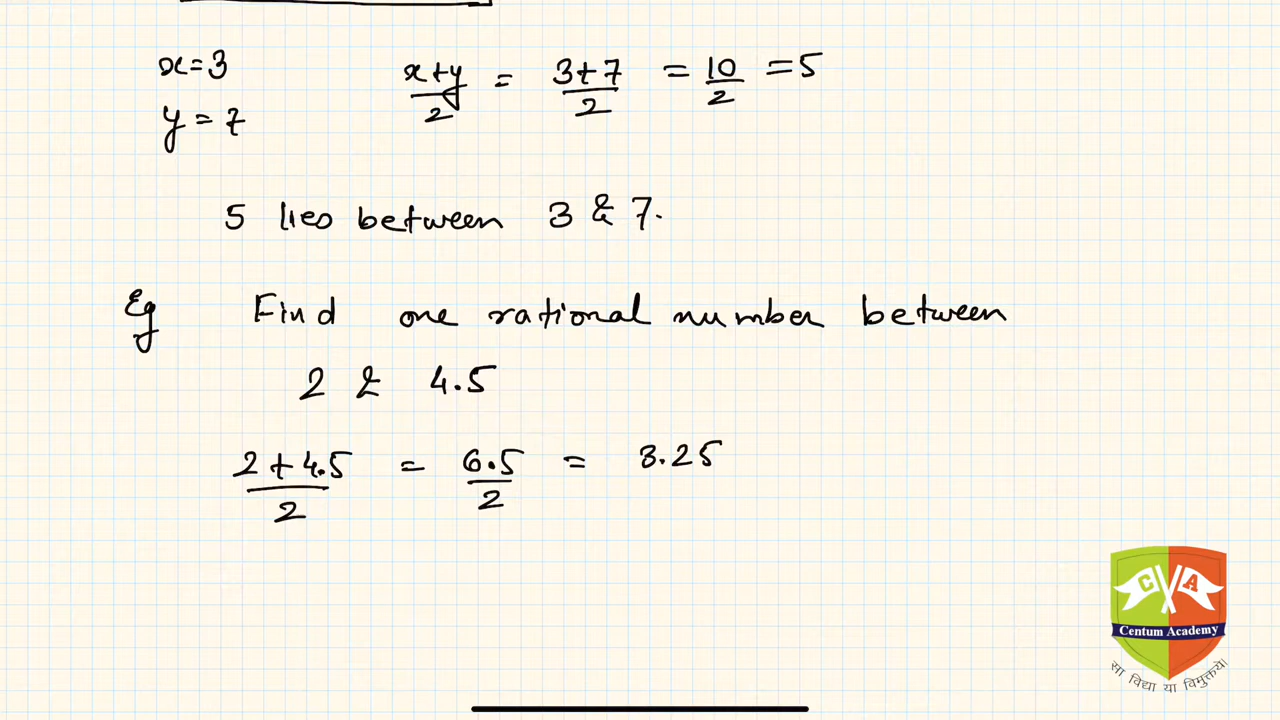 x = 3 x+y/2 = 3+7/2 = 10/2 = 5
y = 7
5 lies between 3 & 7.
Eg Find one rational number between
2 & 4.5
2+4.5/2 = 6.5/2 = 3.25
C A
Centum Academy
सा विद्या या विमुक्तये।